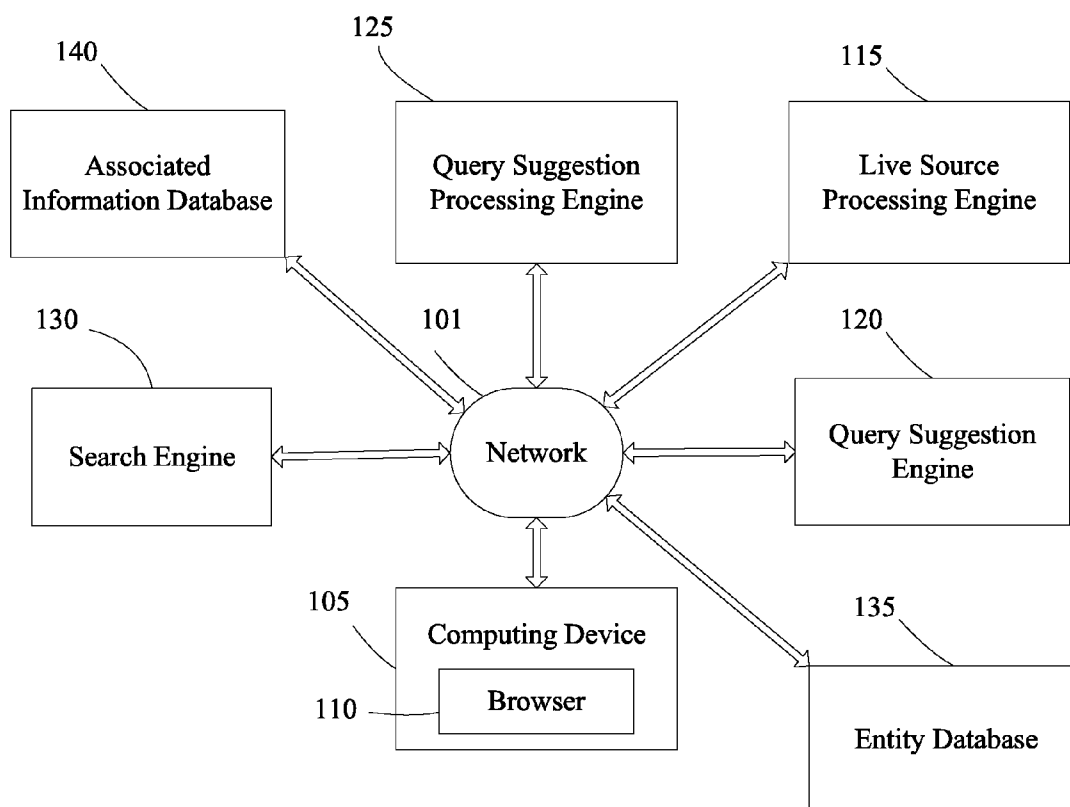 140
125
115
Associated
Information Database
Query Suggestion
Processing Engine
Live Source
Processing Engine
130
101
120
Search Engine
Network
Query Suggestion
Engine
105
Computing Device
110
Browser
135
Entity Database